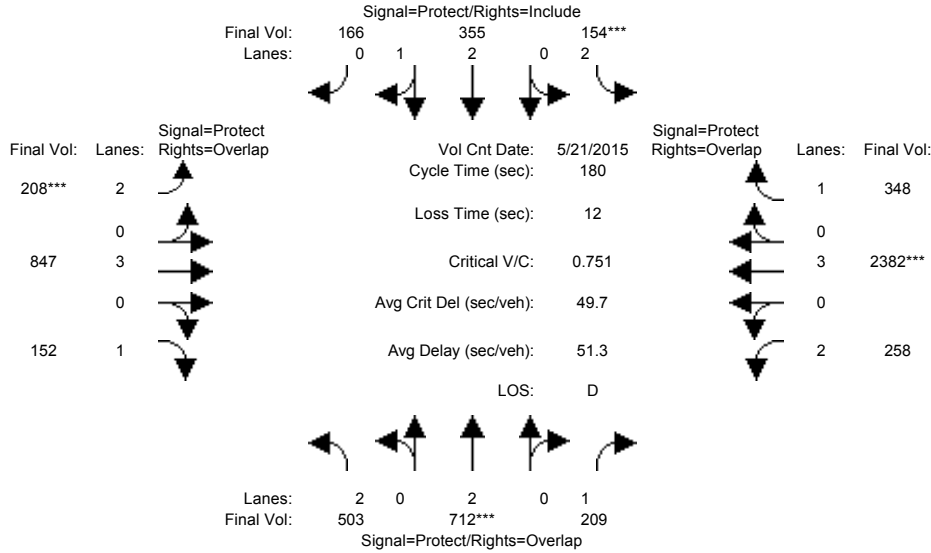 Signal=Protect/Rights=Include
Final Vol: 166 355 154***
Lanes: 0 1 2 0 2
Signal=Protect Signal=Protect
Final Vol: Lanes: Rights=Overlap Vol Cnt Date: 5/21/2015 Rights=Overlap Lanes: Final Vol:
Cycle Time (sec): 180
208*** 2 1 348
Loss Time (sec): 12
0 0
847 3 Critical V/C: 0.751 3 2382***
0 Avg Crit Del (sec/veh): 49.7 0
152 1 Avg Delay (sec/veh): 51.3 2 258
LOS: D
Lanes: 2 0 2 0 1
Final Vol: 503 712*** 209
Signal=Protect/Rights=Overlap